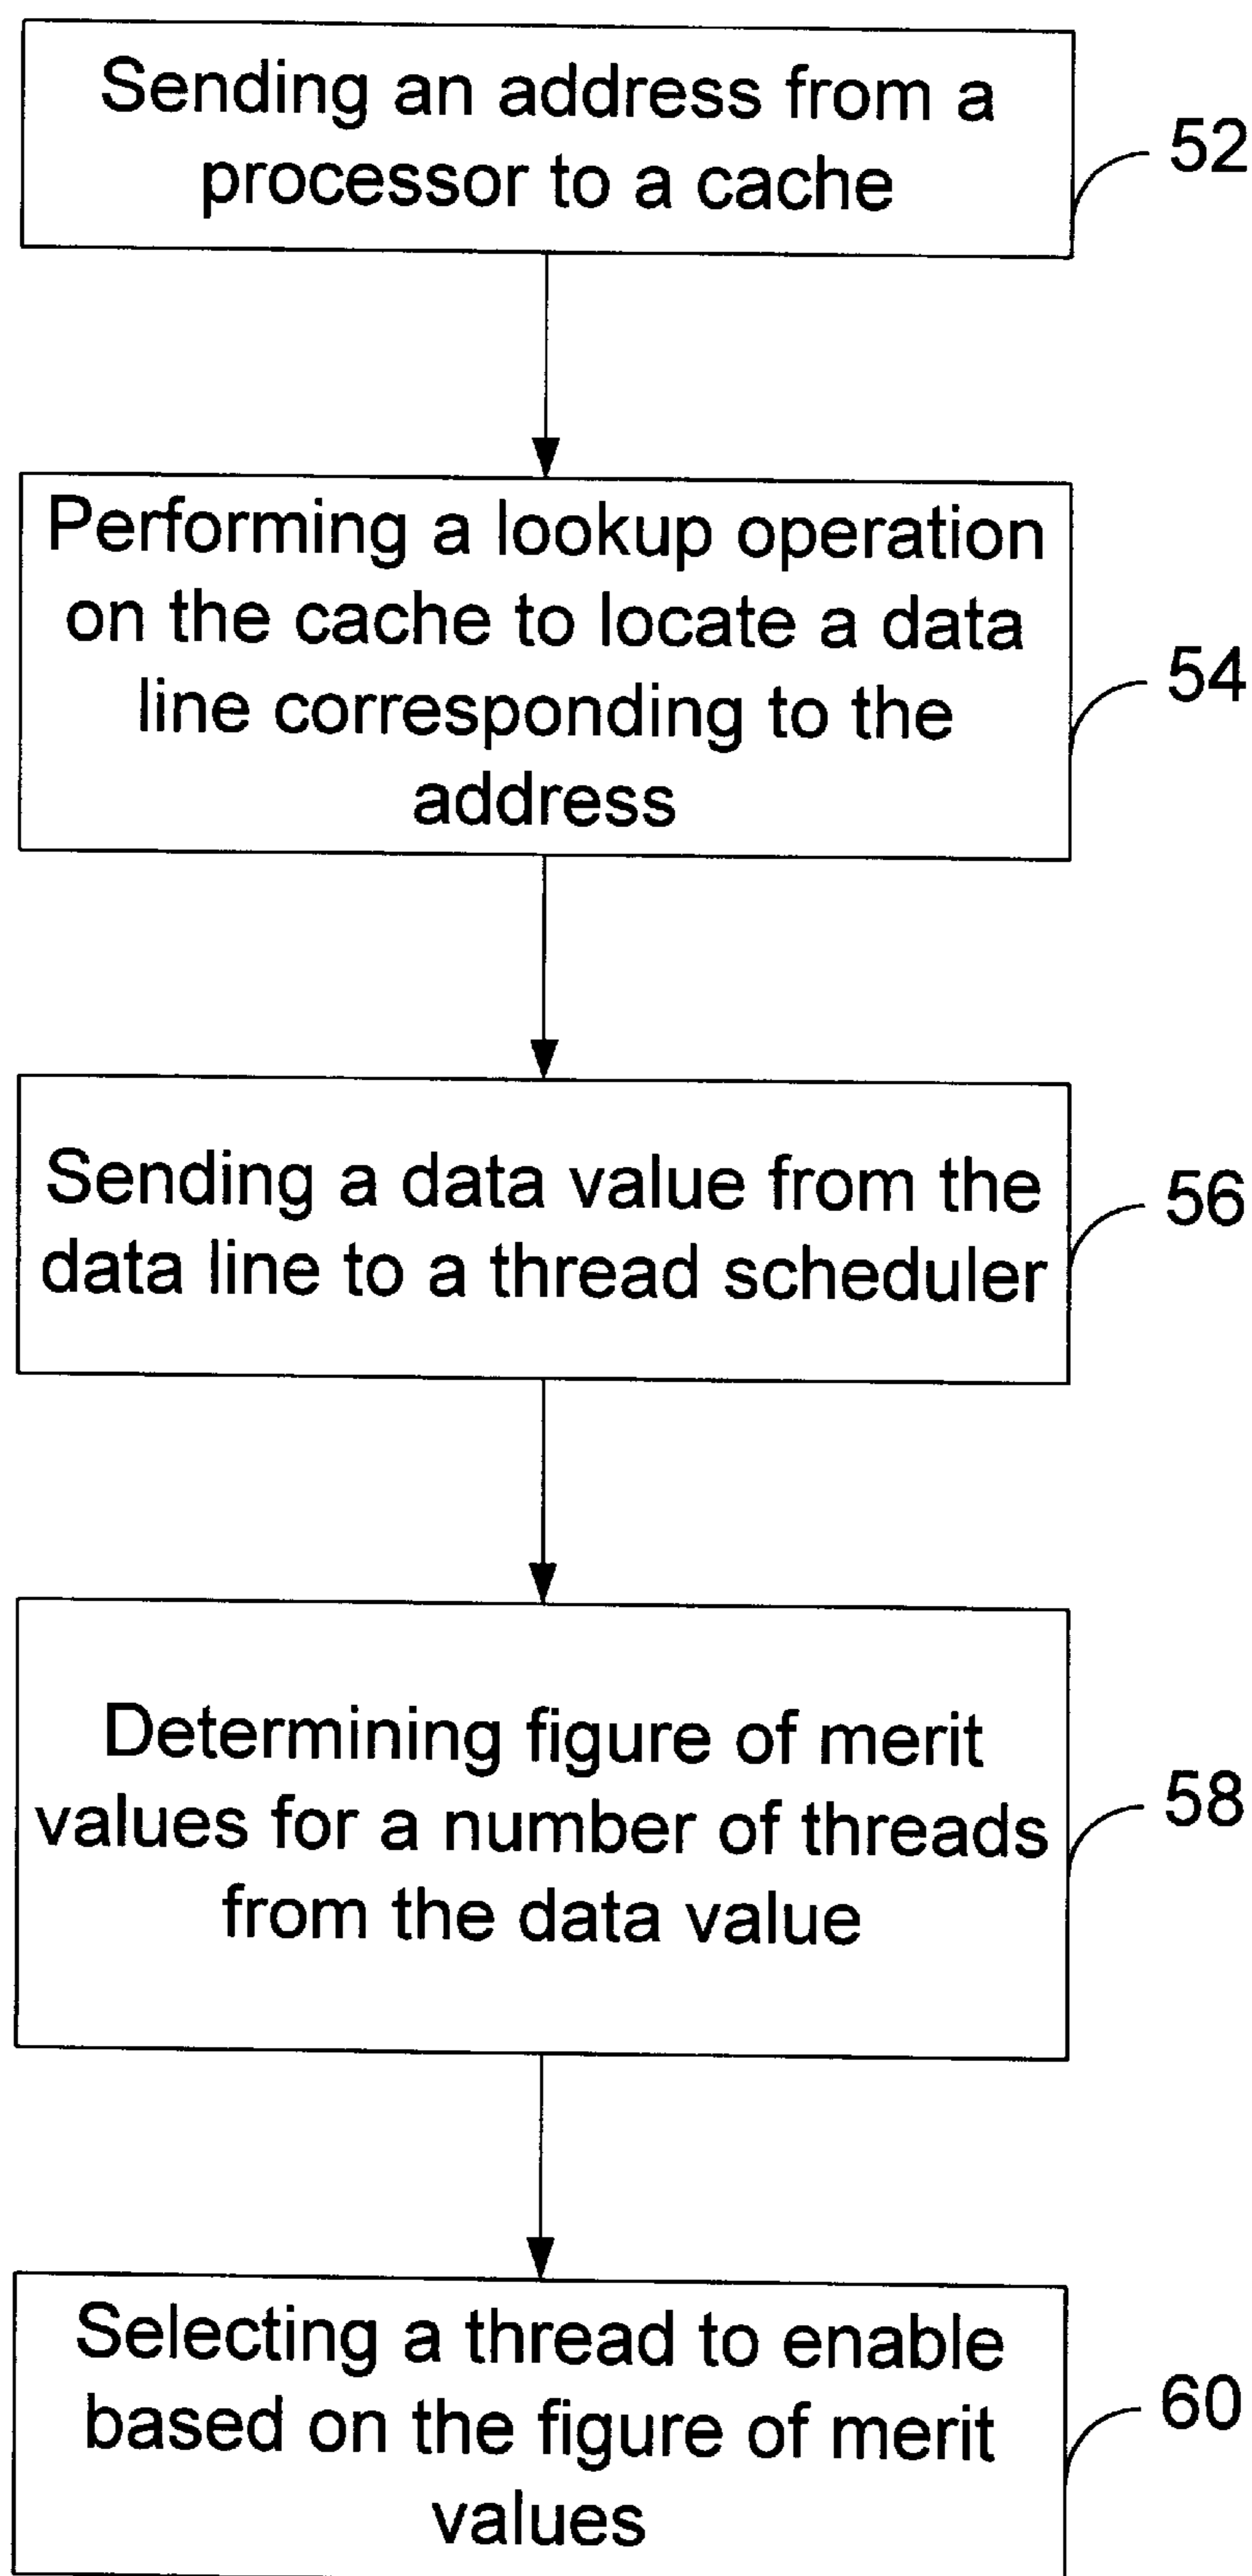 Sending an address from a
processor to a cache
52
Performing a lookup operation
on the cache to locate a data
line corresponding to the
address
54
Sending a data value from the
data line to a thread scheduler
56
Determining figure of merit
values for a number of threads
from the data value
58
Selecting a thread to enable
based on the figure of merit
values
60